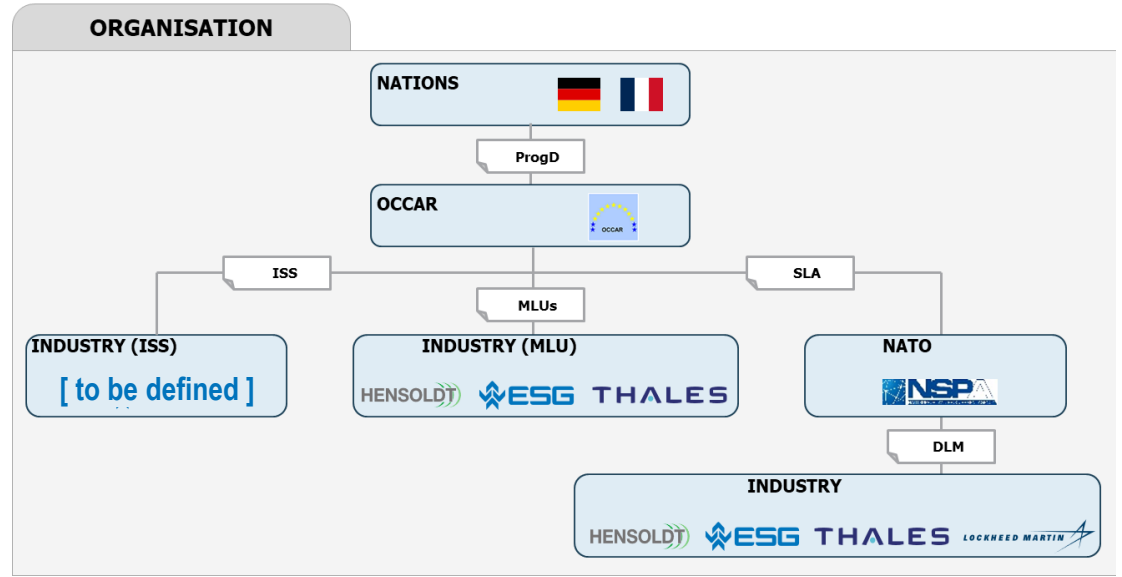 ORGANISATION
NATIONS
ProgD
OCCAR
OCCAR
ISS
SLA
MLUs
INDUSTRY (ISS)
[ to be defined ]
INDUSTRY (MLU)
HENSOLDT ESG THALES
NATO
NSPA
DLM
INDUSTRY
HENSOLDT ESG THALES LOCKHEED MARTIN